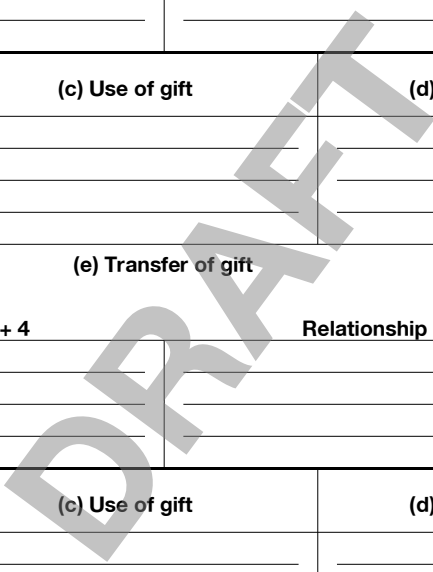 (c) Use of gift (d)
(e) Transfer of gift
+ 4 Relationship
(c) Use of gift (d)
DRAFT